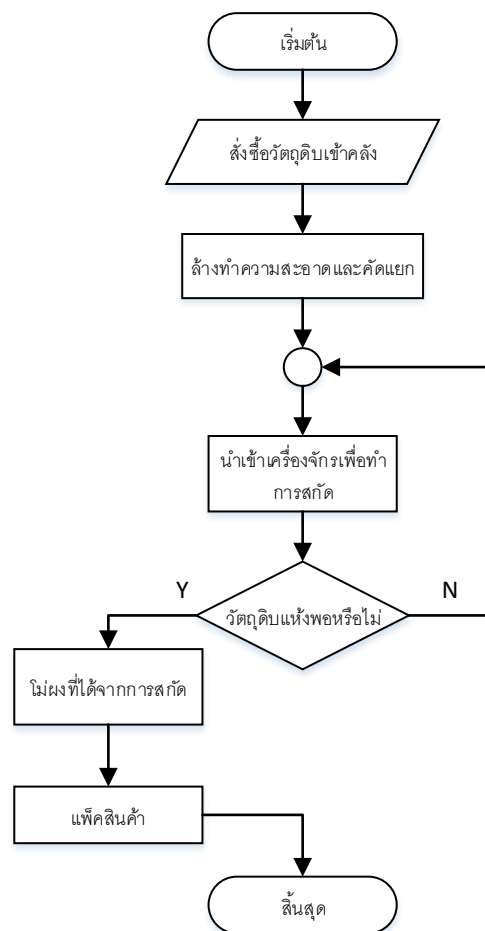 เริ่มต้น
สั่งซื้อวัตถุดิบเข้าคลัง
ล้างทำความสะอาดและคัดแยก
นำเข้าเครื่องจักรเพื่อทำ
การสกัด
Y
วัตถุดิบแห้งพอหรือไม่
N
โม่ผงที่ได้จากการสกัด
แพ็คสินค้า
สิ้นสุด